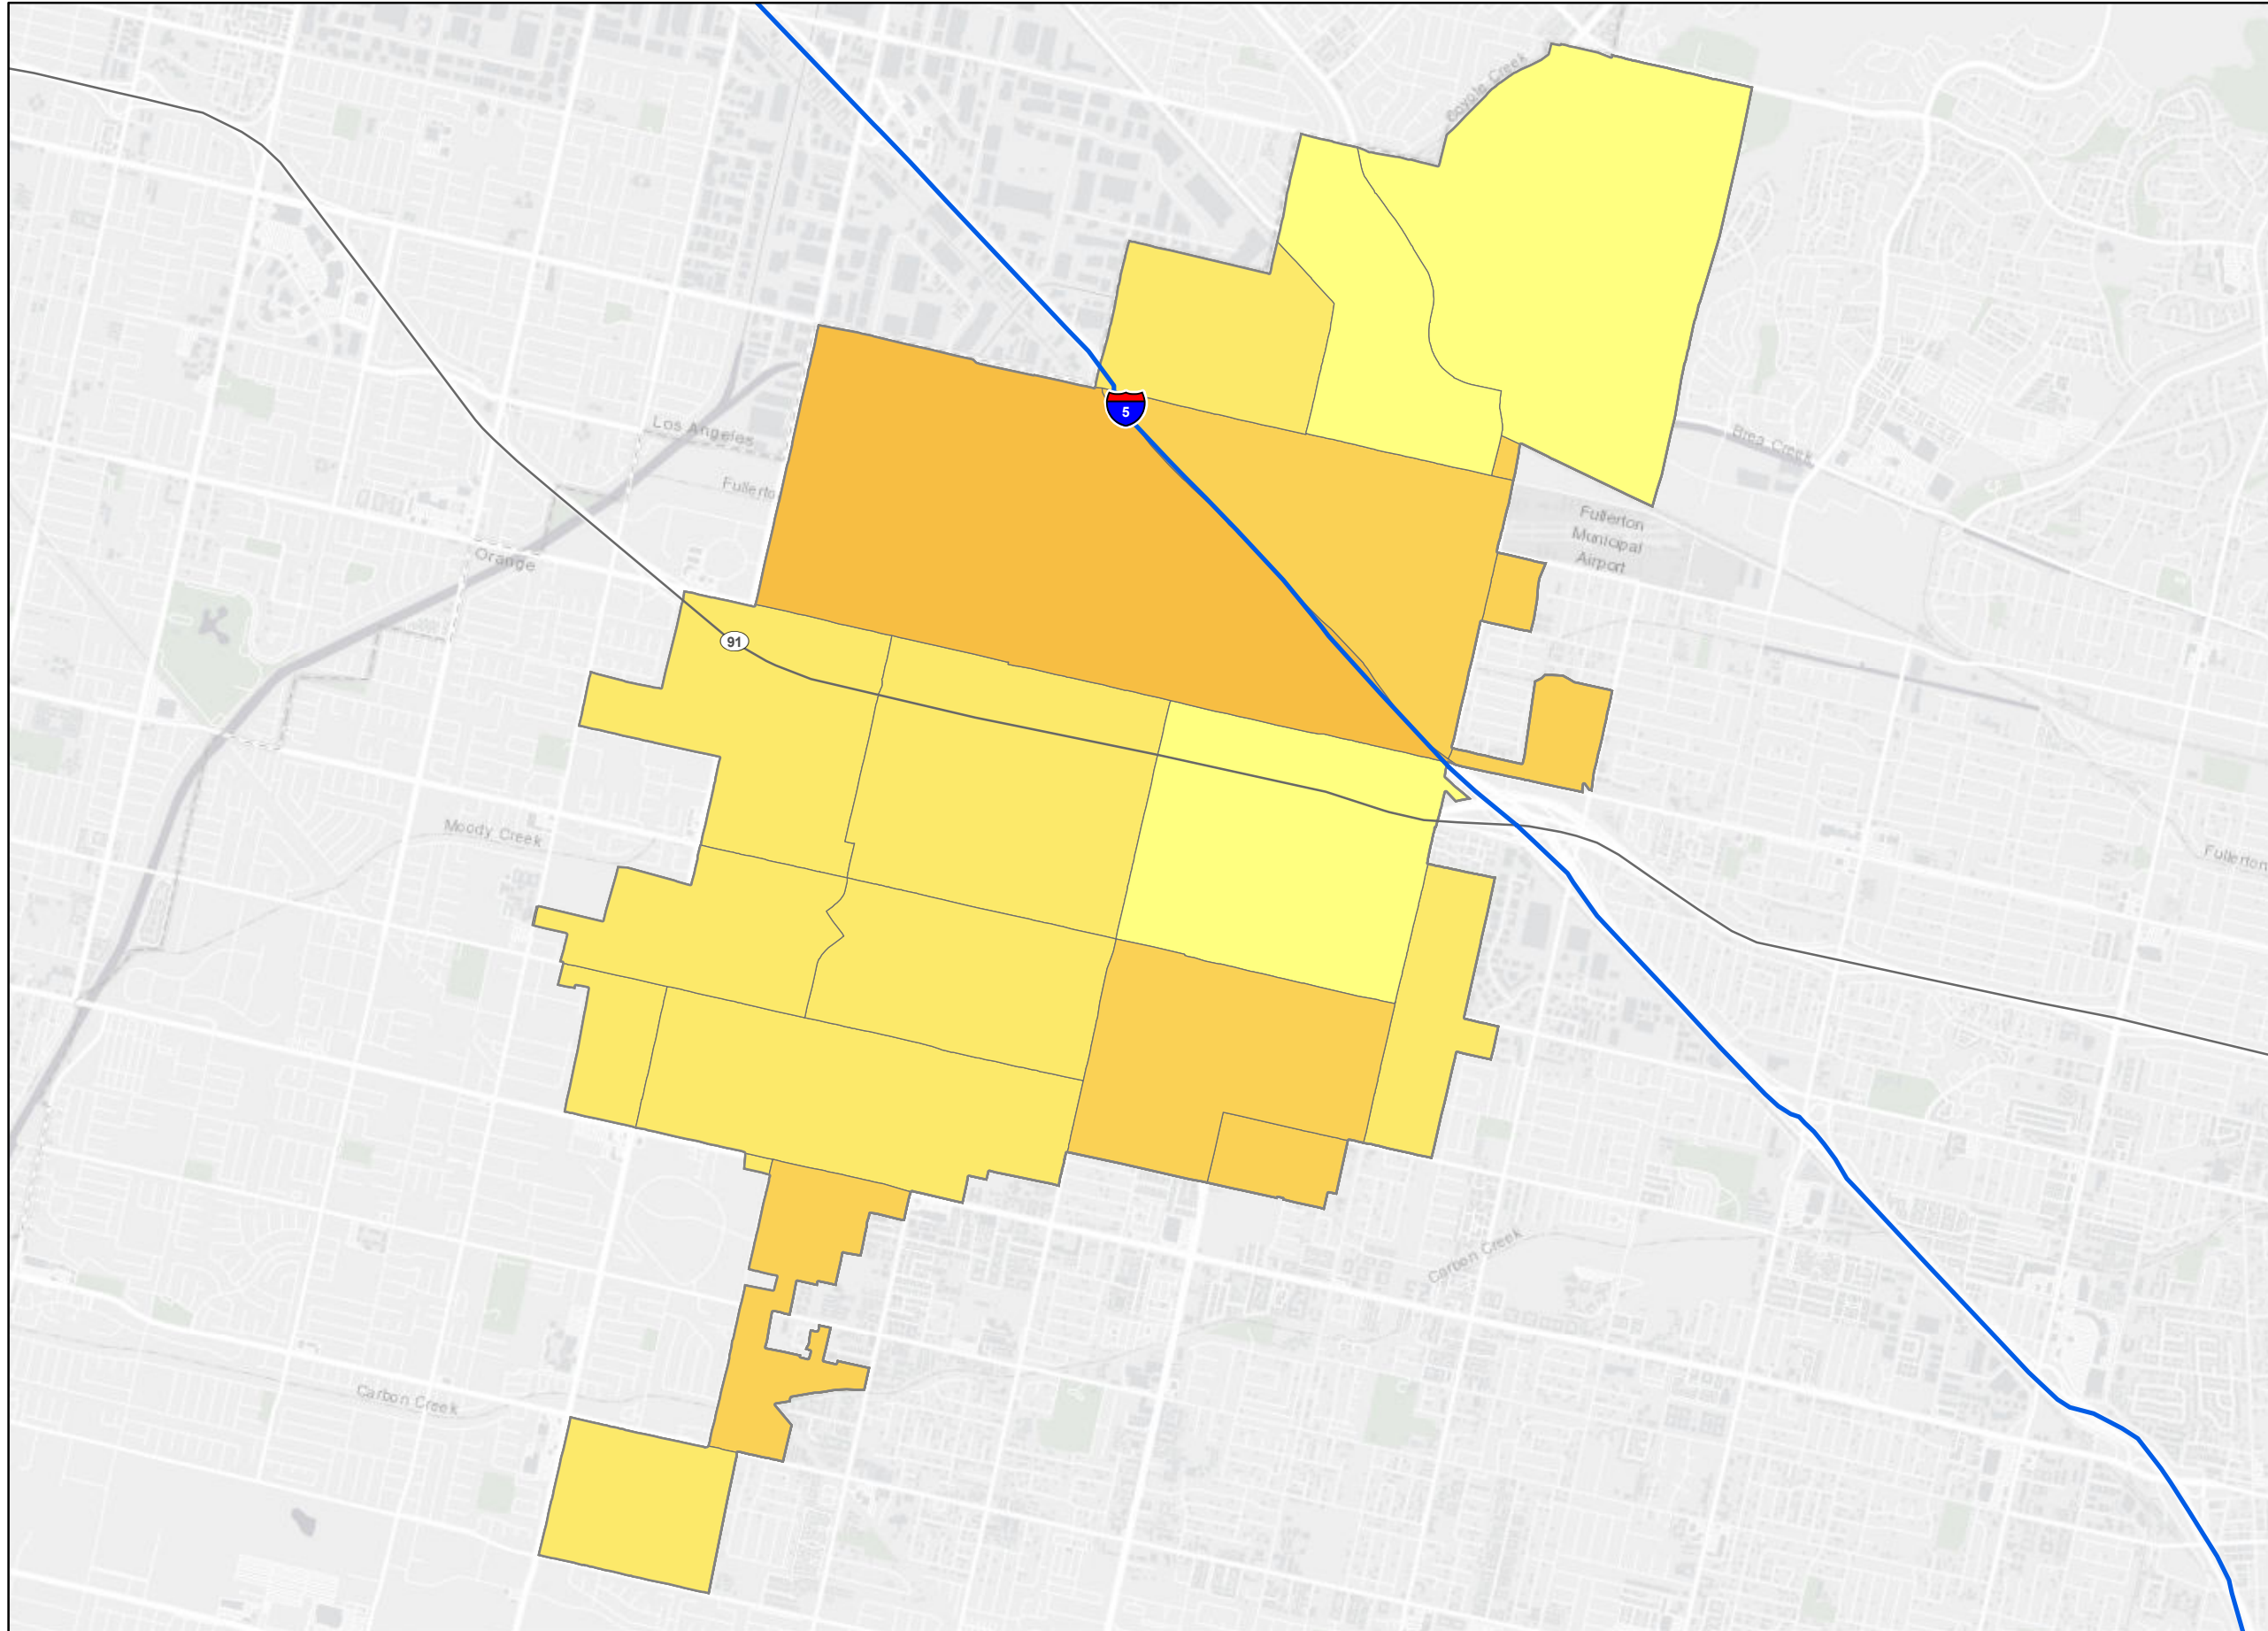 Coyote Creek
5
Los Angeles
Brea Creek
Fullerto
Fullerton
Municipal
Airport
Orange
91
Moody Creek
Fullerton
Carbon Creek
Carbon Creek